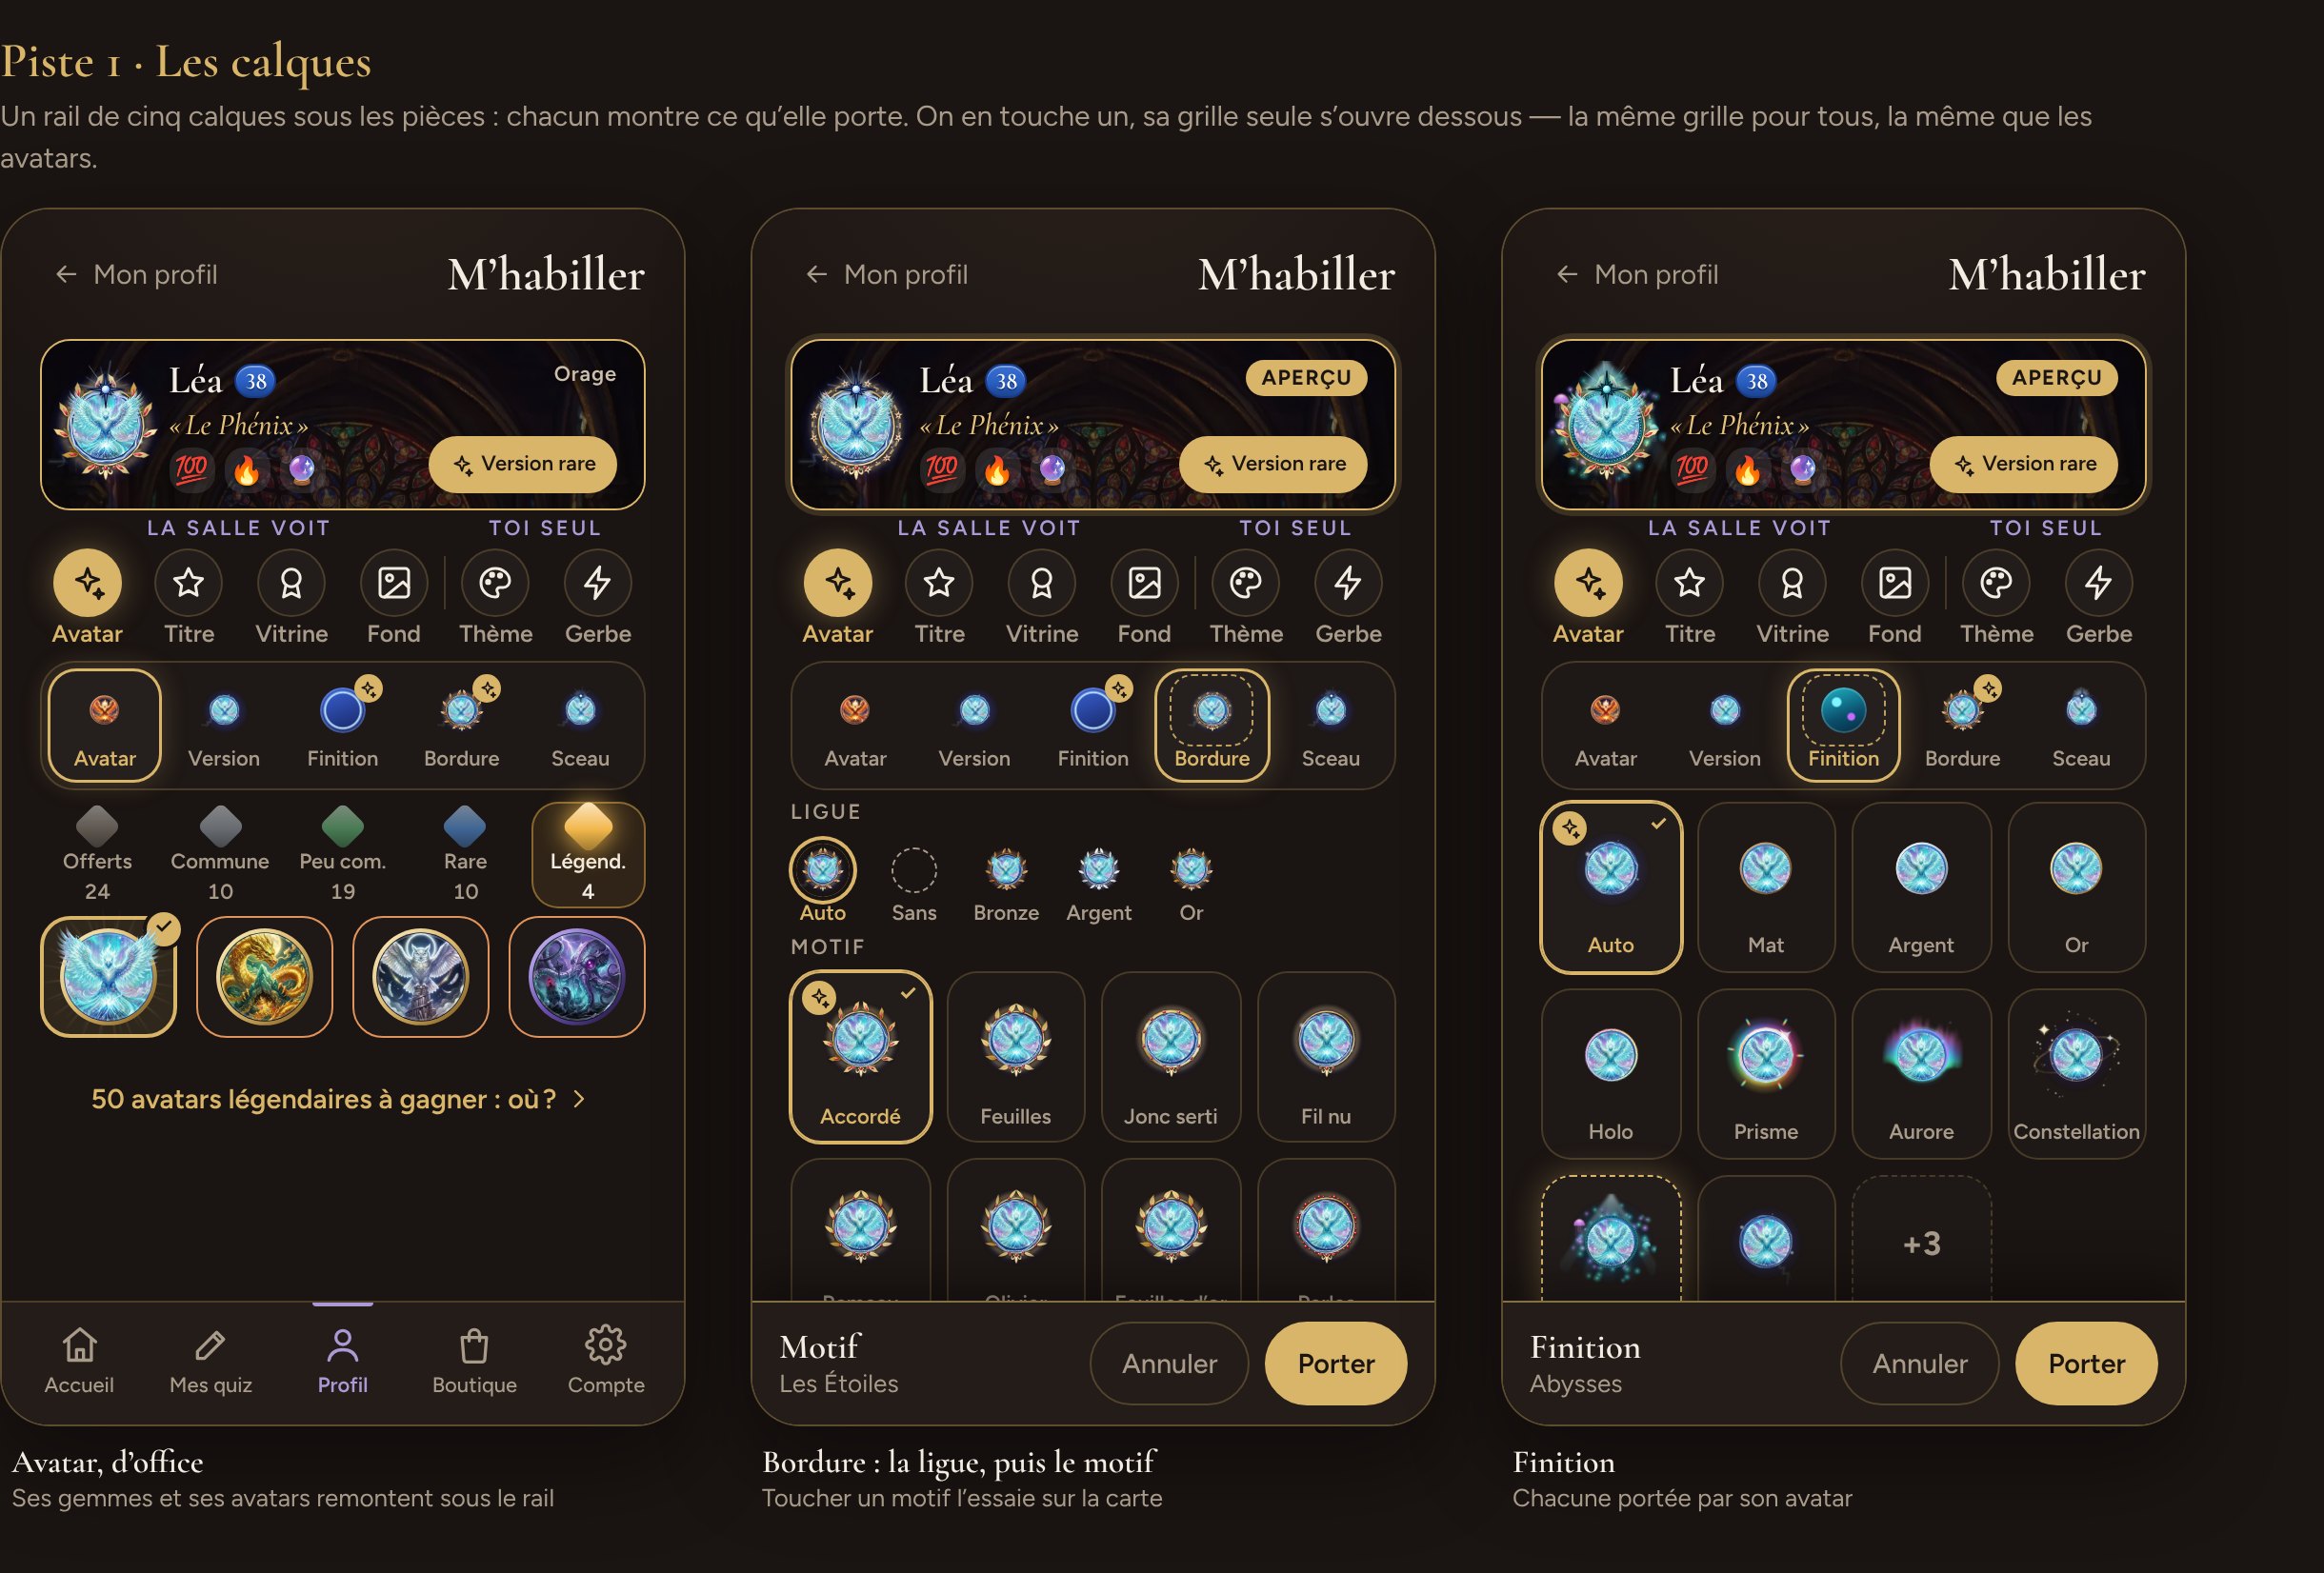 Piste 1 · Les calques
Un rail de cinq calques sous les pièces : chacun montre ce qu’elle porte. On en touche un, sa grille seule s’ouvre dessous — la même grille pour tous, la même que les
avatars.
← Mon profil
M’habiller
Léa 38
Orage
« Le Phénix »
100
Version rare
LA SALLE VOIT
TOI SEUL
Avatar Titre Vitrine Fond Thème Gerbe
Avatar Version Finition Bordure Sceau
Offerts Commune Peu com. Rare Légend.
24 10 19 10 4
50 avatars légendaires à gagner : où ?
Accueil Mes quiz Profil Boutique Compte
Avatar, d’office
Ses gemmes et ses avatars remontent sous le rail
← Mon profil
M’habiller
Léa 38
APERÇU
« Le Phénix »
100
Version rare
LA SALLE VOIT
TOI SEUL
Avatar Titre Vitrine Fond Thème Gerbe
Avatar Version Finition Bordure Sceau
LIGUE
Auto Sans Bronze Argent Or
MOTIF
Accordé Feuilles Jonc serti Fil nu
Motif
Les Étoiles
Annuler
Porter
Bordure : la ligue, puis le motif
Toucher un motif l’essaie sur la carte
← Mon profil
M’habiller
Léa 38
APERÇU
« Le Phénix »
100
Version rare
LA SALLE VOIT
TOI SEUL
Avatar Titre Vitrine Fond Thème Gerbe
Avatar Version Finition Bordure Sceau
Auto Mat Argent Or
Holo Prisme Aurore Constellation
+3
Finition
Abysses
Annuler
Porter
Finition
Chacune portée par son avatar